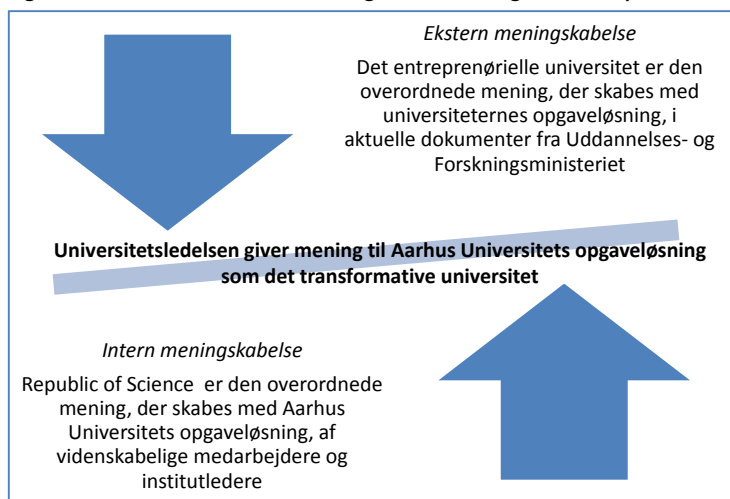 Ekstern meningskabelse
Det entreprenørielle universitet er den
overordnede mening, der skabes med
universiteternes opgaveløsning, i
aktuelle dokumenter fra Uddannelses- og
Forskningsministeriet
Universitetsledelsen giver mening til Aarhus Universitets opgaveløsning
som det transformative universitet
Intern meningskabelse
Republic of Science er den overordnede
mening, der skabes med Aarhus
Universitets opgaveløsning, af
videnskabelige medarbejdere og
institutledere